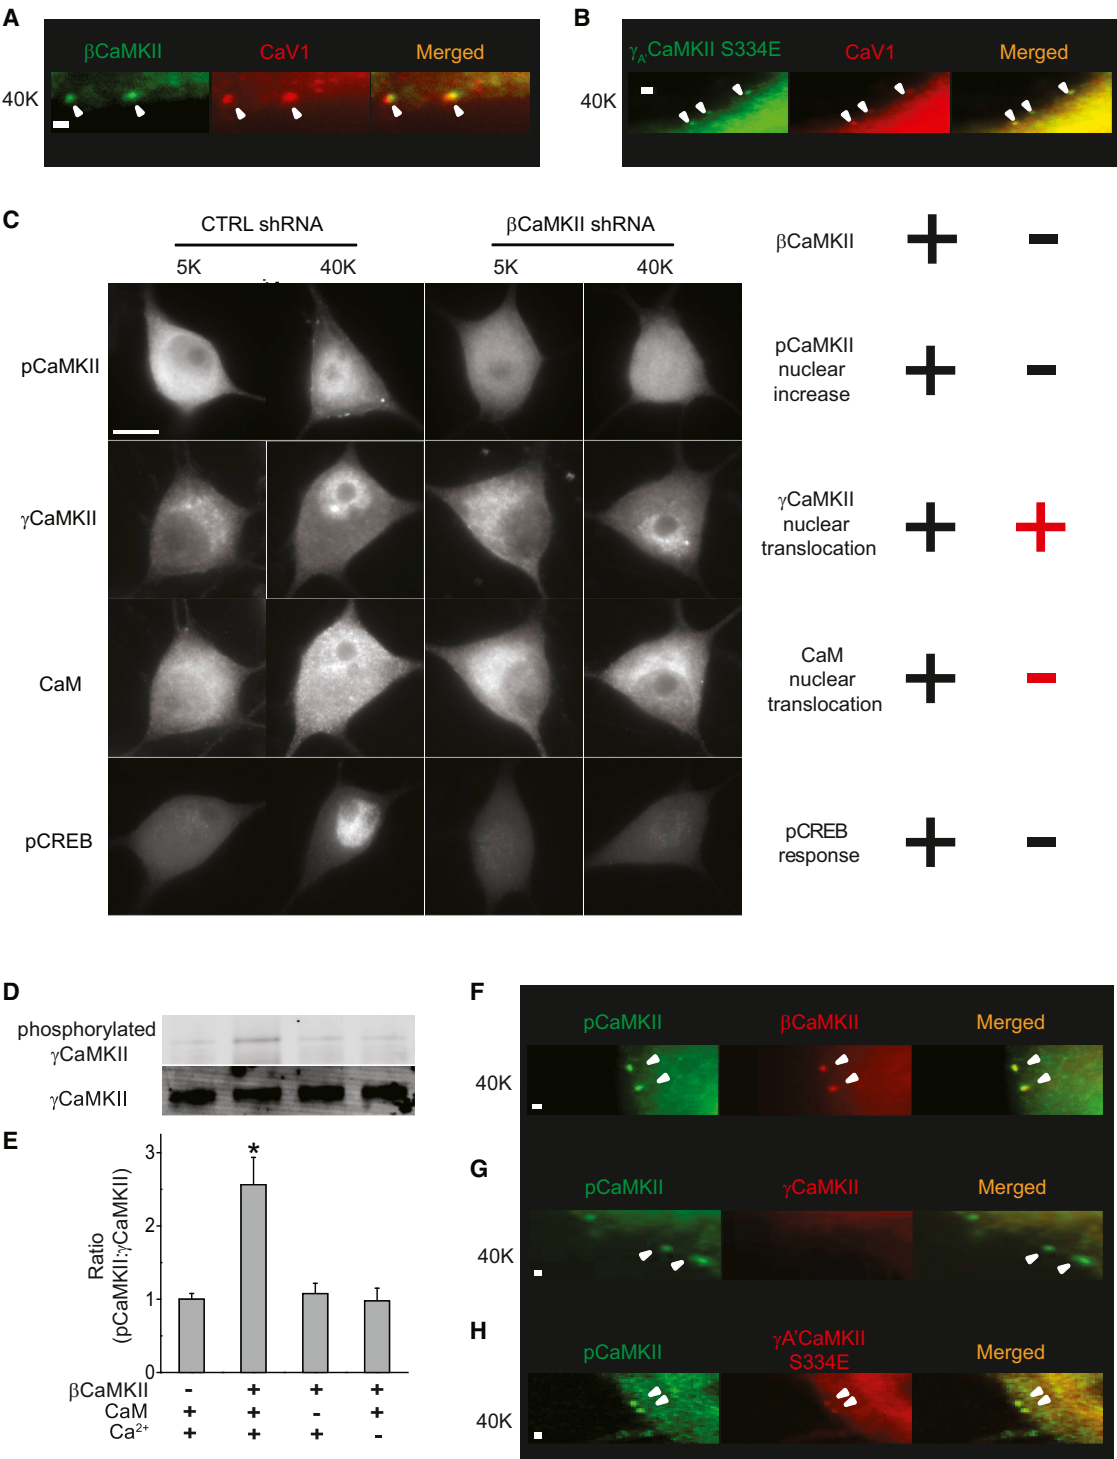 A
βCaMKII CaV1 Merged
40K
B
γA'CaMKII S334E CaV1 Merged
40K
C
CTRL shRNA βCaMKII shRNA
5K 40K 5K 40K
βCaMKII + -
pCaMKII
pCaMKII
nuclear
increase
+ -
γCaMKII
γCaMKII
nuclear
translocation
+ +
CaM
CaM
nuclear
translocation
+ -
pCREB
pCREB
response
+ -
D
phosphorylated
γCaMKII
γCaMKII
E
Ratio
(pCaMKII:γCaMKII)
3
2
1
0
*
βCaMKII - + + +
CaM + + - +
Ca2+ + + + -
F
pCaMKII βCaMKII Merged
40K
G
pCaMKII γCaMKII Merged
40K
H
pCaMKII γA'CaMKII
S334E
Merged
40K